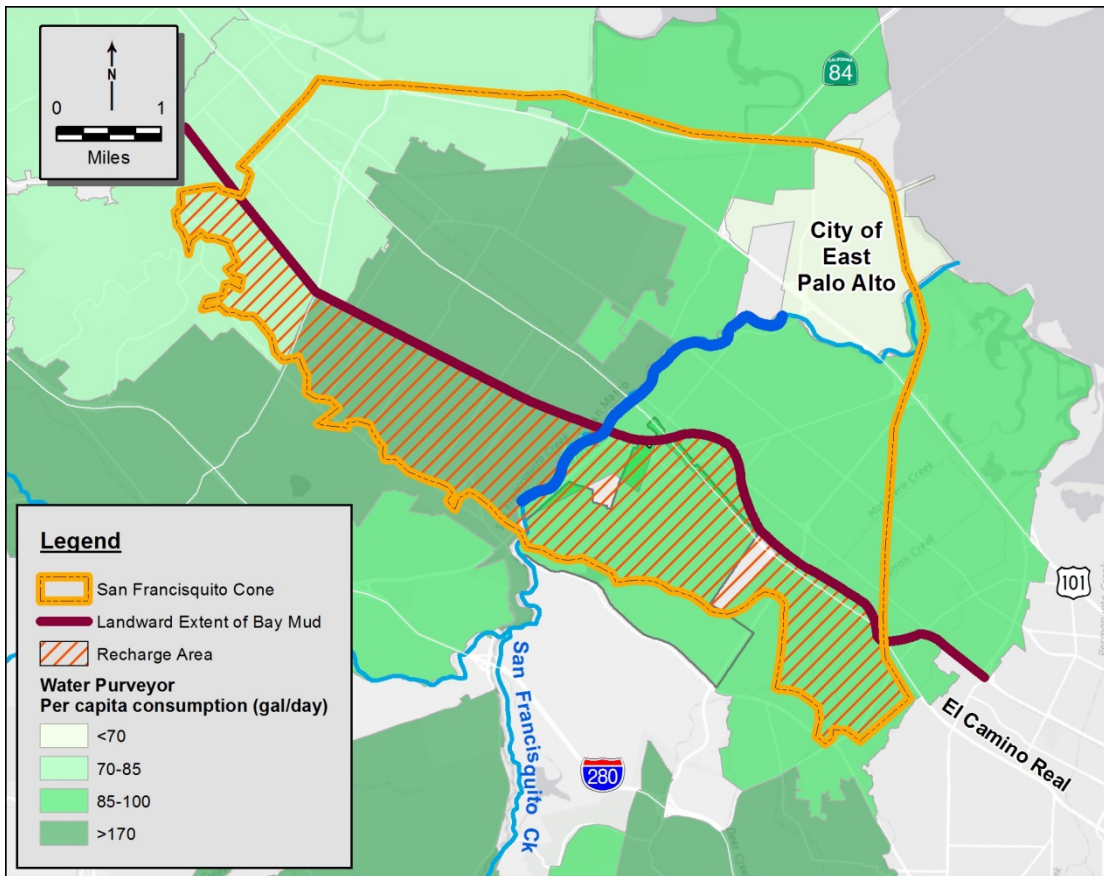 N
0 1
Miles
CALIFORNIA
84
City of
East
Palo Alto
101
El Camino Real
280
San Francisquito Ck
Legend
San Francisquito Cone
Landward Extent of Bay Mud
Recharge Area
Water Purveyor
Per capita consumption (gal/day)
<70
70-85
85-100
>170